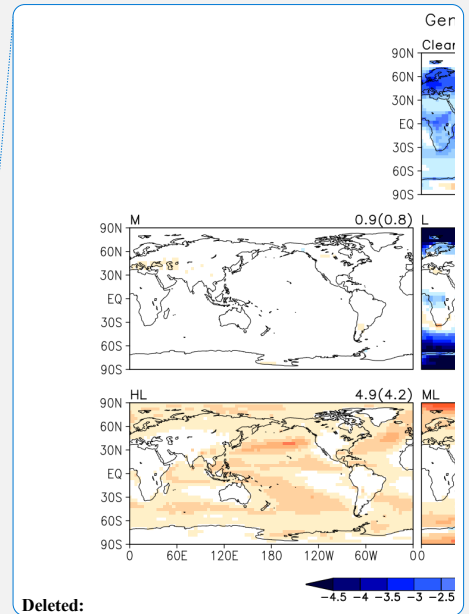 Gen
Clear
90N
60N
30N
EQ
30S
60S
90S
M 0.9(0.8) L
90N
60N
30N
EQ
30S
60S
90S
HL 4.9(4.2) ML
90N
60N
30N
EQ
30S
60S
90S
0 60E 120E 180 120W 60W 0 0
-4.5 -4 -3.5 -3 -2.5
Deleted: